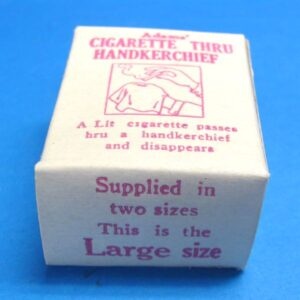 Adams'
CIGARETTE THRU
HANDKERCHIEF
A Lit cigarette passes
hru a handkerchief
and disappears
Supplied in
two sizes
This is the
Large size